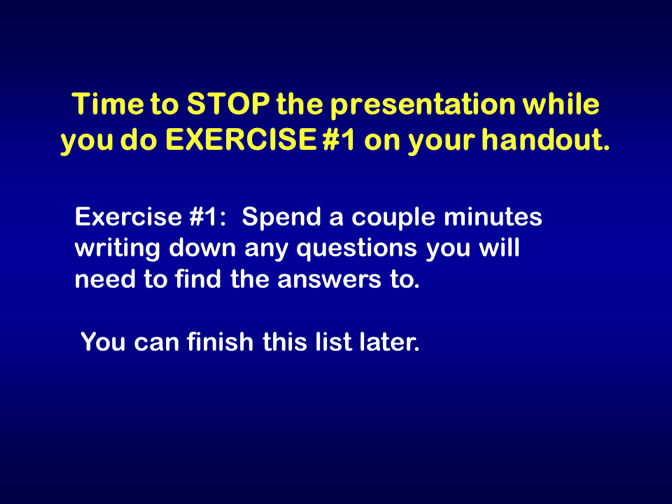 Time to STOP the presentation while
you do EXERCISE #1 on your handout.
Exercise #1:  Spend a couple minutes
writing down any questions you will
need to find the answers to.
You can finish this list later.